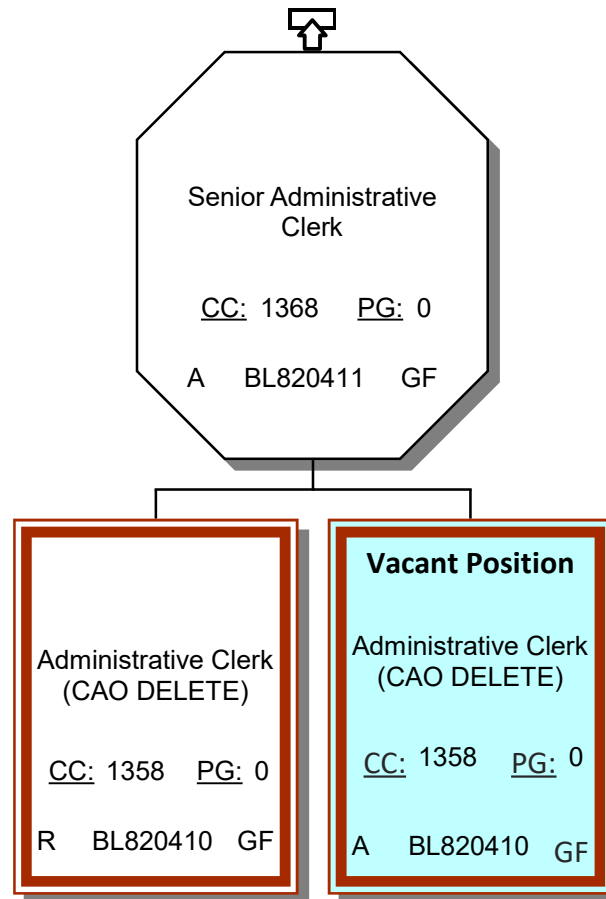 Senior Administrative
Clerk
CC: 1368 PG: 0
A BL820411 GF
Administrative Clerk
(CAO DELETE)
CC: 1358 PG: 0
R BL820410 GF
Vacant Position
Administrative Clerk
(CAO DELETE)
CC: 1358 PG: 0
A BL820410 GF